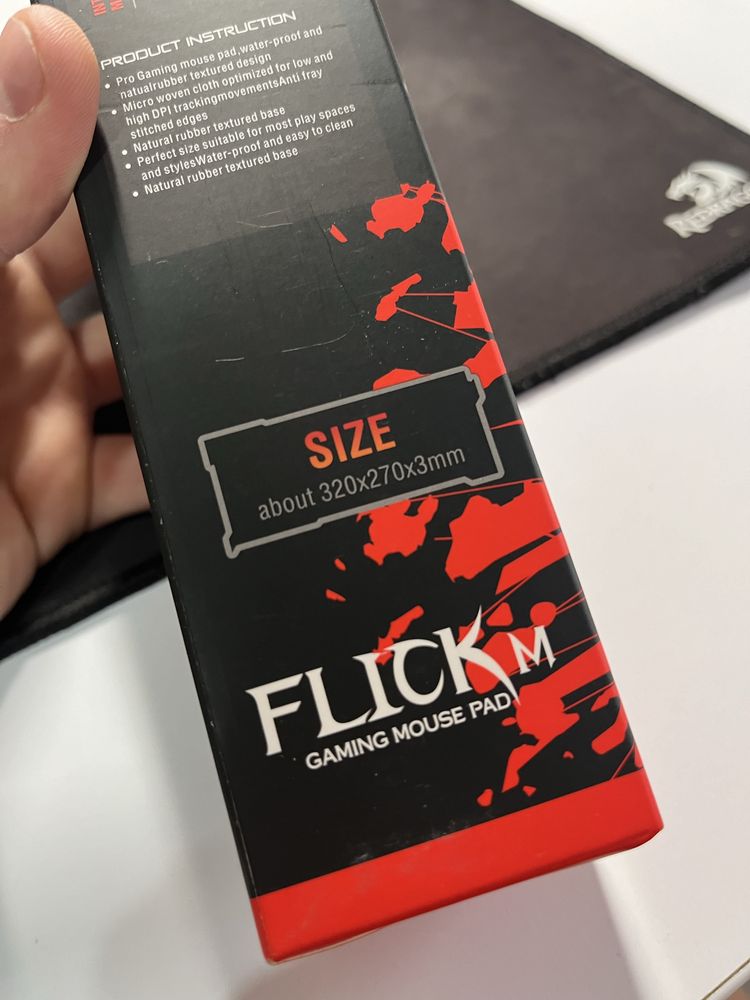 PRODUCT INSTRUCTION
• Pro Gaming mouse pad,water-proof and
natualrubber textured design
• Micro woven cloth optimized for low and
high DPI trackingmovementsAnti fray
stitched edges
• Natural rubber textured base
• Perfect size suitable for most play spaces
and stylesWater-proof and easy to clean
• Natural rubber textured base
SIZE
about 320x270x3mm
FLICK M
GAMING MOUSE PAD